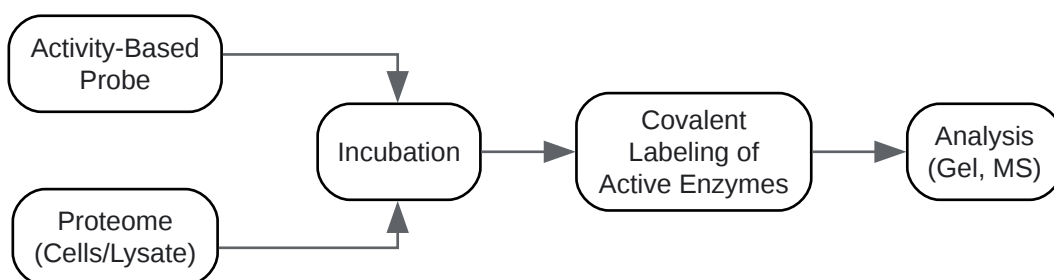 Activity-Based
Probe
Proteome
(Cells/Lysate)
Incubation
Covalent
Labeling of
Active Enzymes
Analysis
(Gel, MS)